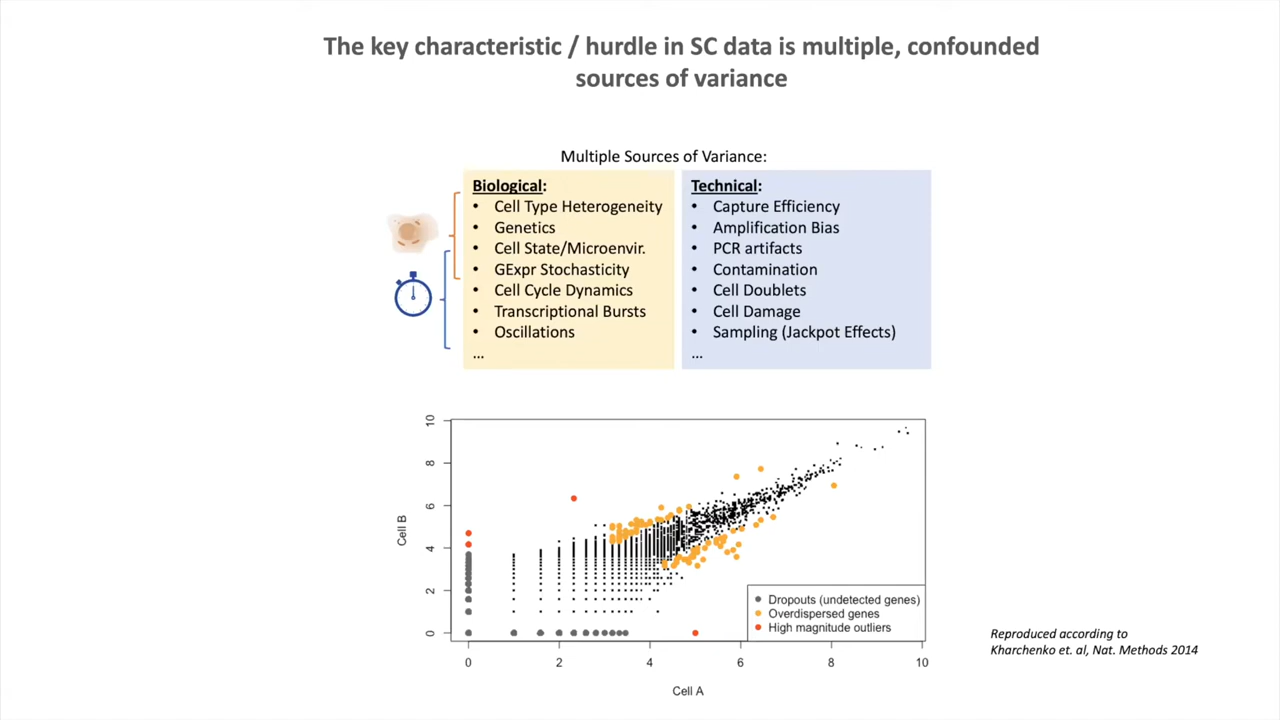 The key characteristic / hurdle in SC data is multiple, confounded
sources of variance
Multiple Sources of Variance:
Biological:
• Cell Type Heterogeneity
• Genetics
• Cell State/Microenvir.
• GExpr Stochasticity
• Cell Cycle Dynamics
• Transcriptional Bursts
• Oscillations
...
Technical:
• Capture Efficiency
• Amplification Bias
• PCR artifacts
• Contamination
• Cell Doublets
• Cell Damage
• Sampling (Jackpot Effects)
...
10
8
6
4
2
0
Cell B
Dropouts (undetected genes)
Overdispersed genes
High magnitude outliers
0 2 4 6 8 10
Cell A
Reproduced according to
Kharchenko et. al, Nat. Methods 2014